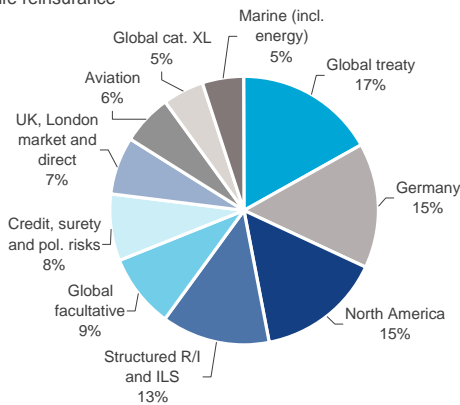 reinsurance
Marine (incl.
energy)
5%
Global cat. XL
5%
Global treaty
17%
Aviation
6%
UK, London
market and
direct
7%
Germany
15%
Credit, surety
and pol. risks
8%
Global
facultative
9%
North America
15%
Structured R/I
and ILS
13%